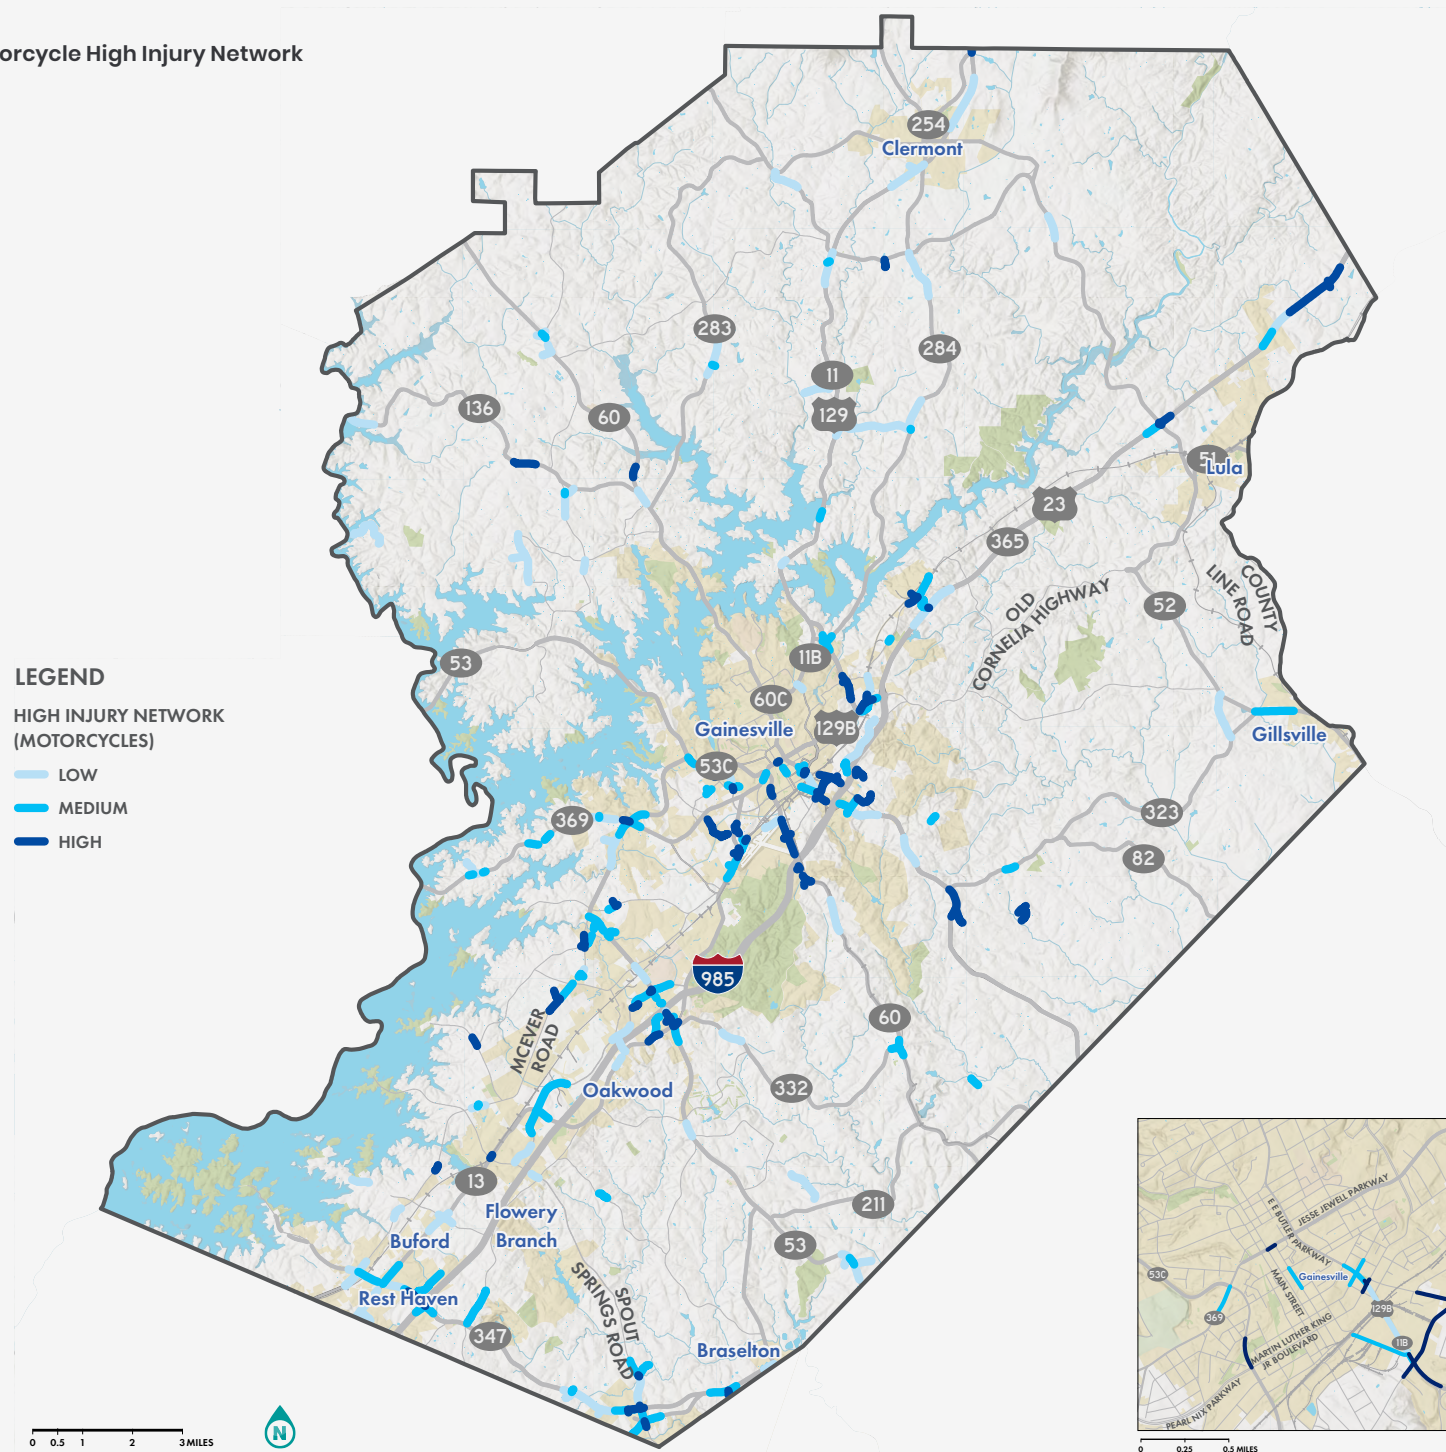 orcycle High Injury Network
254
Clermont
283
284
11
129
136
60
51
Lula
23
365
OLD
CORNELIA HIGHWAY
COUNTY
LINE ROAD
52
53
11B
60C
Gainesville
129B
53C
Gillsville
LEGEND
HIGH INJURY NETWORK
(MOTORCYCLES)
LOW
MEDIUM
HIGH
369
323
82
985
MCEVER
ROAD
60
Oakwood
332
13
Flowery
Branch
211
Buford
53
Rest Haven
SPOUT
SPRINGS ROAD
347
Braselton
0 0.5 1 2 3 MILES
N
JESSE JEWELL PARKWAY
E E BUTLER PARKWAY
53C
Gainesville
MAIN STREET
369
129B
11B
MARTIN LUTHER KING
JR BOULEVARD
PEARL NIX PARKWAY
0 0.25 0.5 MILES